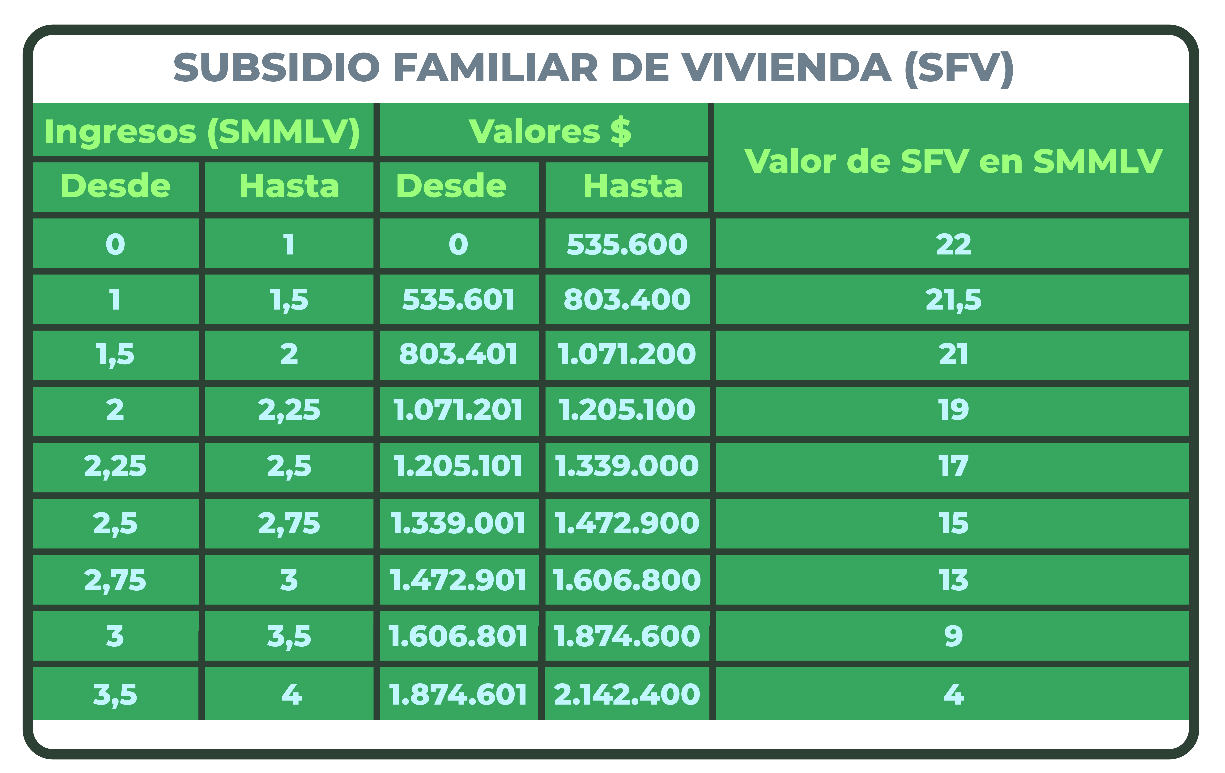 SUBSIDIO FAMILIAR DE VIVIENDA (SFV)
Ingresos (SMMLV) Valores $ Valor de SFV en SMMLV
Desde Hasta Desde Hasta
0 1 0 535.600 22
1 1,5 535.601 803.400 21,5
1,5 2 803.401 1.071.200 21
2 2,25 1.071.201 1.205.100 19
2,25 2,5 1.205.101 1.339.000 17
2,5 2,75 1.339.001 1.472.900 15
2,75 3 1.472.901 1.606.800 13
3 3,5 1.606.801 1.874.600 9
3,5 4 1.874.601 2.142.400 4